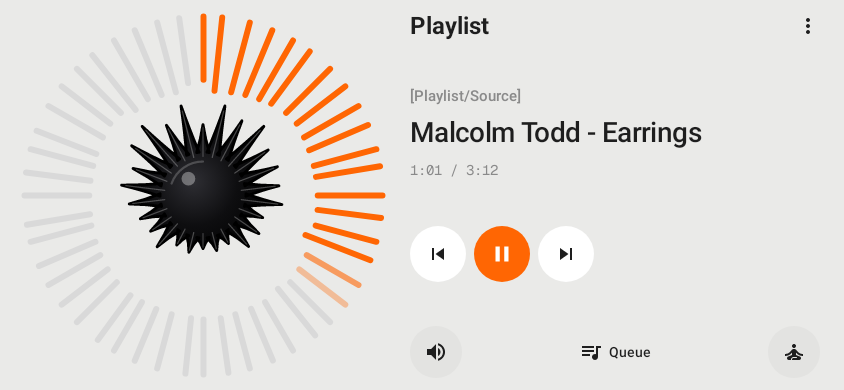 Playlist
[Playlist/Source]
Malcolm Todd - Earrings
1:01 / 3:12
Queue